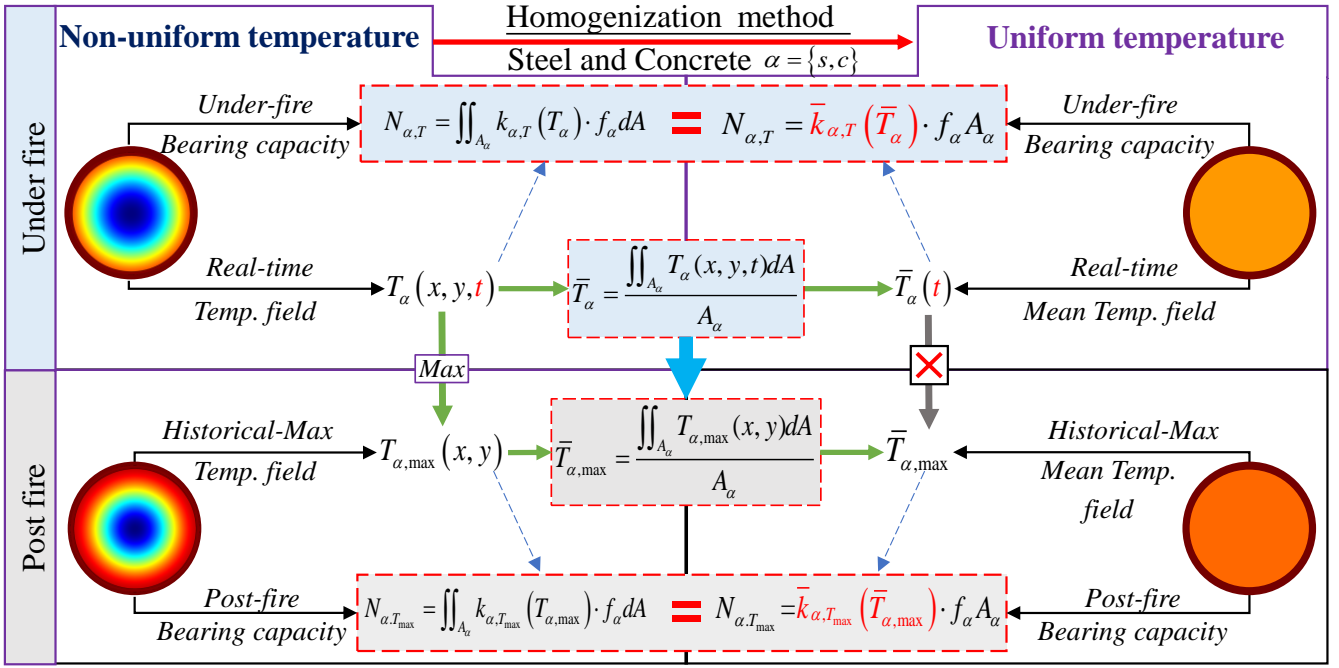 Homogenization method
Non-uniform temperature
Steel and Concrete α = {s, c}
Uniform temperature
Under fire
Under-fire
Bearing capacity
N_{α,T} = ∬_{A_α} k_{α,T} (T_α) · f_α dA = N_{α,T} = k̄_{α,T} (T̄_α) · f_α A_α
Under-fire
Bearing capacity
Real-time
Temp. field
T_α (x, y, t)
T̄_α = ∬_{A_α} T_α (x, y, t)dA / A_α
T̄_α (t)
Real-time
Mean Temp. field
Max
Post fire
Historical-Max
Temp. field
T_{α,max} (x, y)
T̄_{α,max} = ∬_{A_α} T_{α,max} (x, y)dA / A_α
T̄_{α,max}
Historical-Max
Mean Temp.
field
Post-fire
Bearing capacity
N_{α.T_max} = ∬_{A_α} k_{α,T_max} (T_{α,max}) · f_α dA = N_{α.T_max} = k̄_{α,T_max} (T̄_{α,max}) · f_α A_α
Post-fire
Bearing capacity